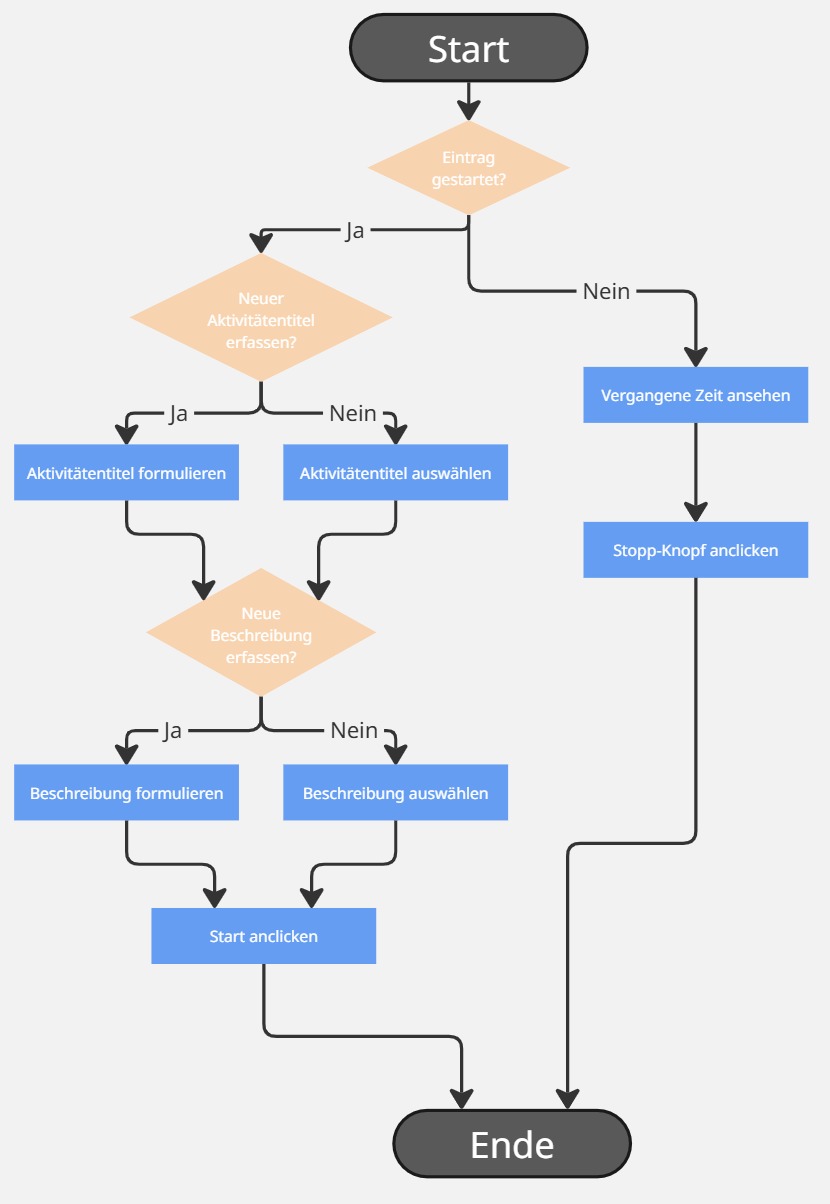 Start
Eintrag
gestartet?
Ja
Nein
Neuer
Aktivitätentitel
erfassen?
Vergangene Zeit ansehen
Ja
Nein
Aktivitätentitel formulieren
Aktivitätentitel auswählen
Stopp-Knopf anclicken
Neue
Beschreibung
erfassen?
Ja
Nein
Beschreibung formulieren
Beschreibung auswählen
Start anclicken
Ende